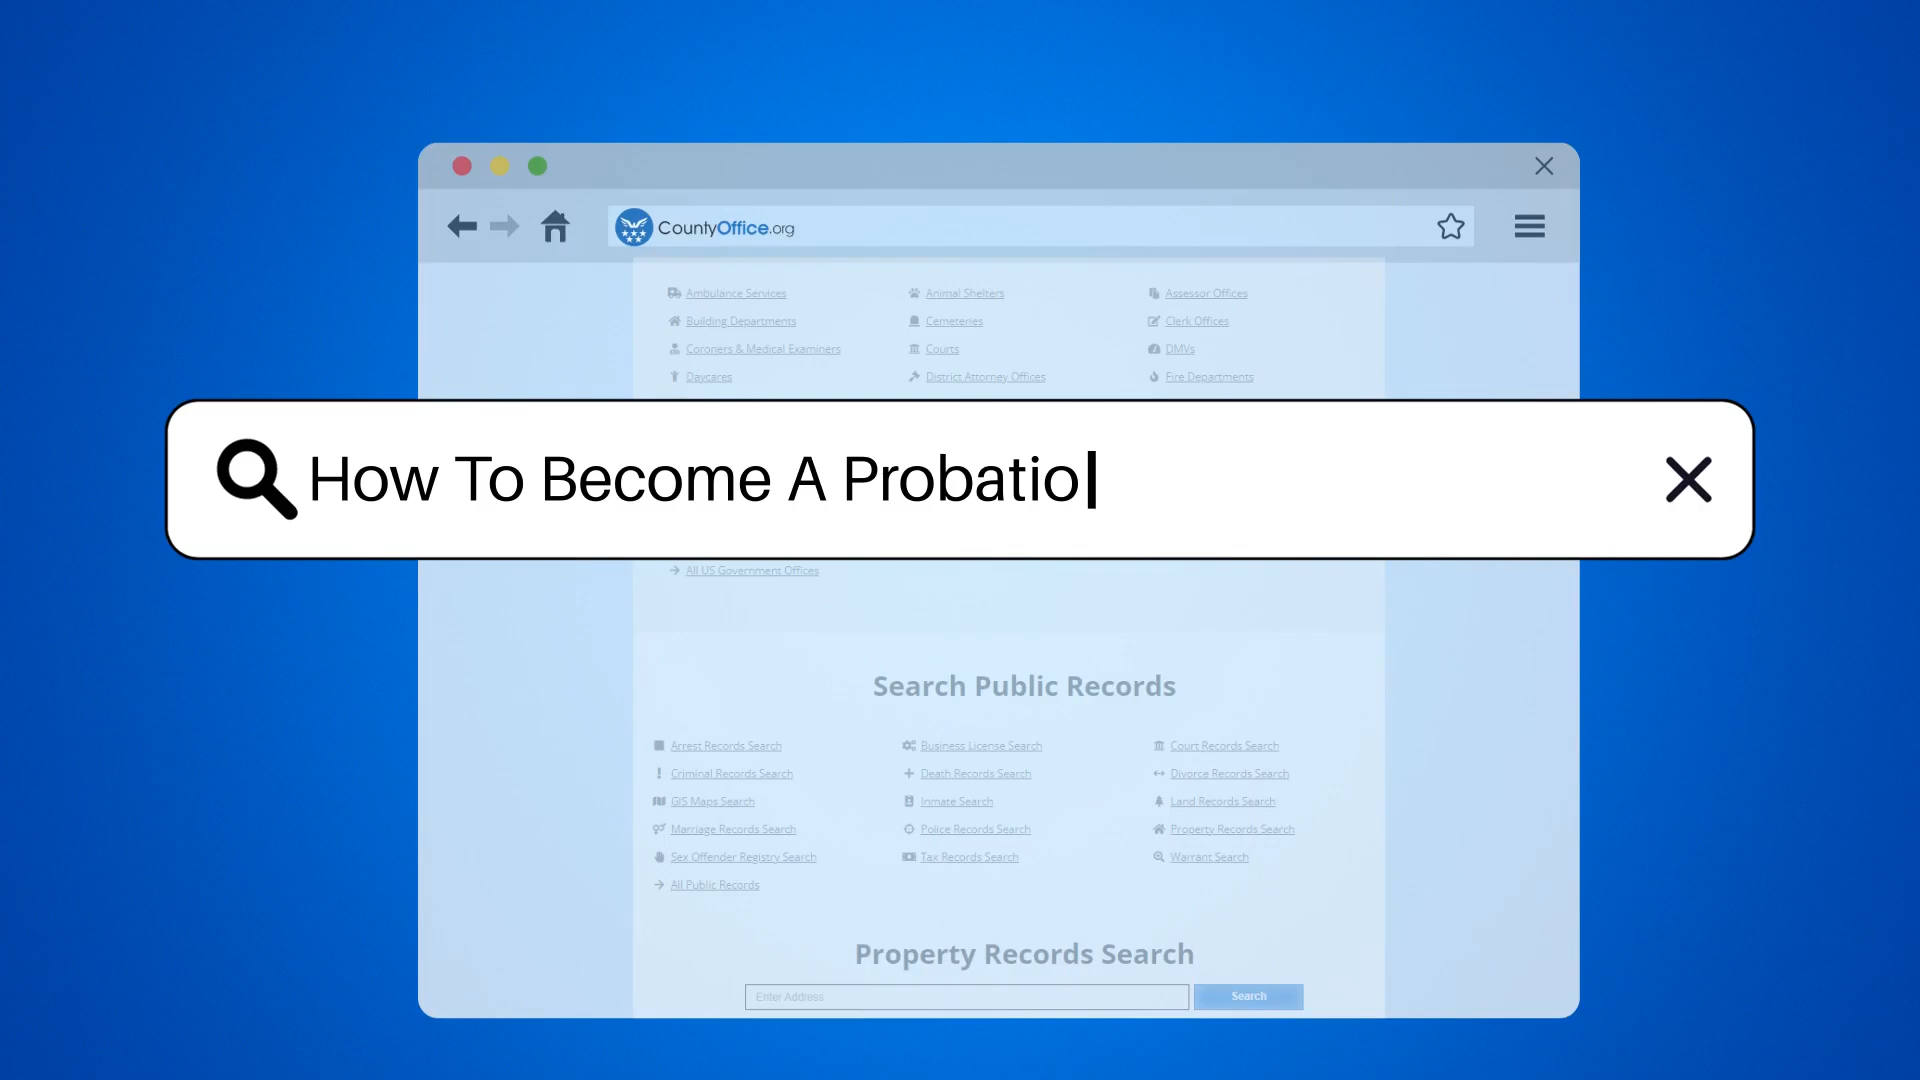 CountyOffice.org
Ambulance Services Animal Shelters Assessor Offices
Building Departments Cemeteries Clerk Offices
Coroners & Medical Examiners Courts DMVs
Daycares District Attorney Offices Fire Departments
How To Become A Probatio
All US Government Offices
Search Public Records
Arrest Records Search Business License Search Court Records Search
Criminal Records Search Death Records Search Divorce Records Search
GIS Maps Search Inmate Search Land Records Search
Marriage Records Search Police Records Search Property Records Search
Sex Offender Registry Search Tax Records Search Warrant Search
All Public Records
Property Records Search
Enter Address Search